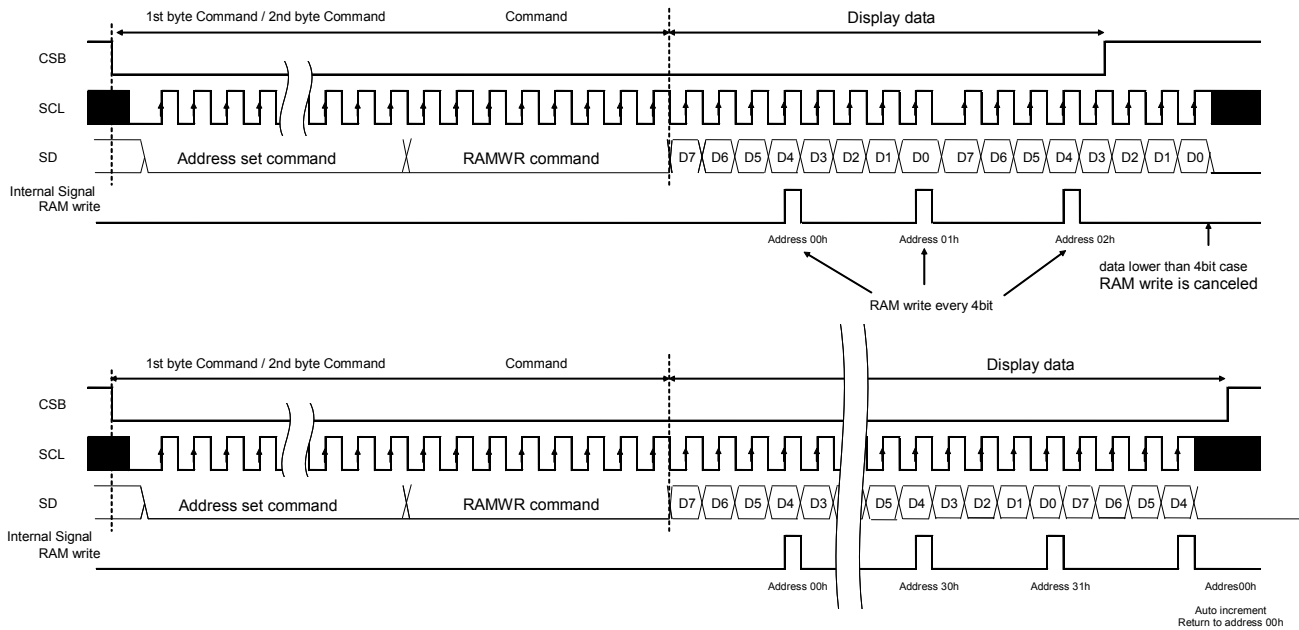 1st byte Command / 2nd byte Command Command Display data
CSB
SCL
SD Address set command RAMWR command D7 D6 D5 D4 D3 D2 D1 D0 D7 D6 D5 D4 D3 D2 D1 D0
Internal Signal
RAM write
Address 00h Address 01h Address 02h
data lower than 4bit case
RAM write is canceled
RAM write every 4bit
1st byte Command / 2nd byte Command Command Display data
CSB
SCL
SD Address set command RAMWR command D7 D6 D5 D4 D3 D5 D4 D3 D2 D1 D0 D7 D6 D5 D4
Internal Signal
RAM write
Address 00h Address 30h Address 31h Addres00h
Auto increment
Return to address 00h